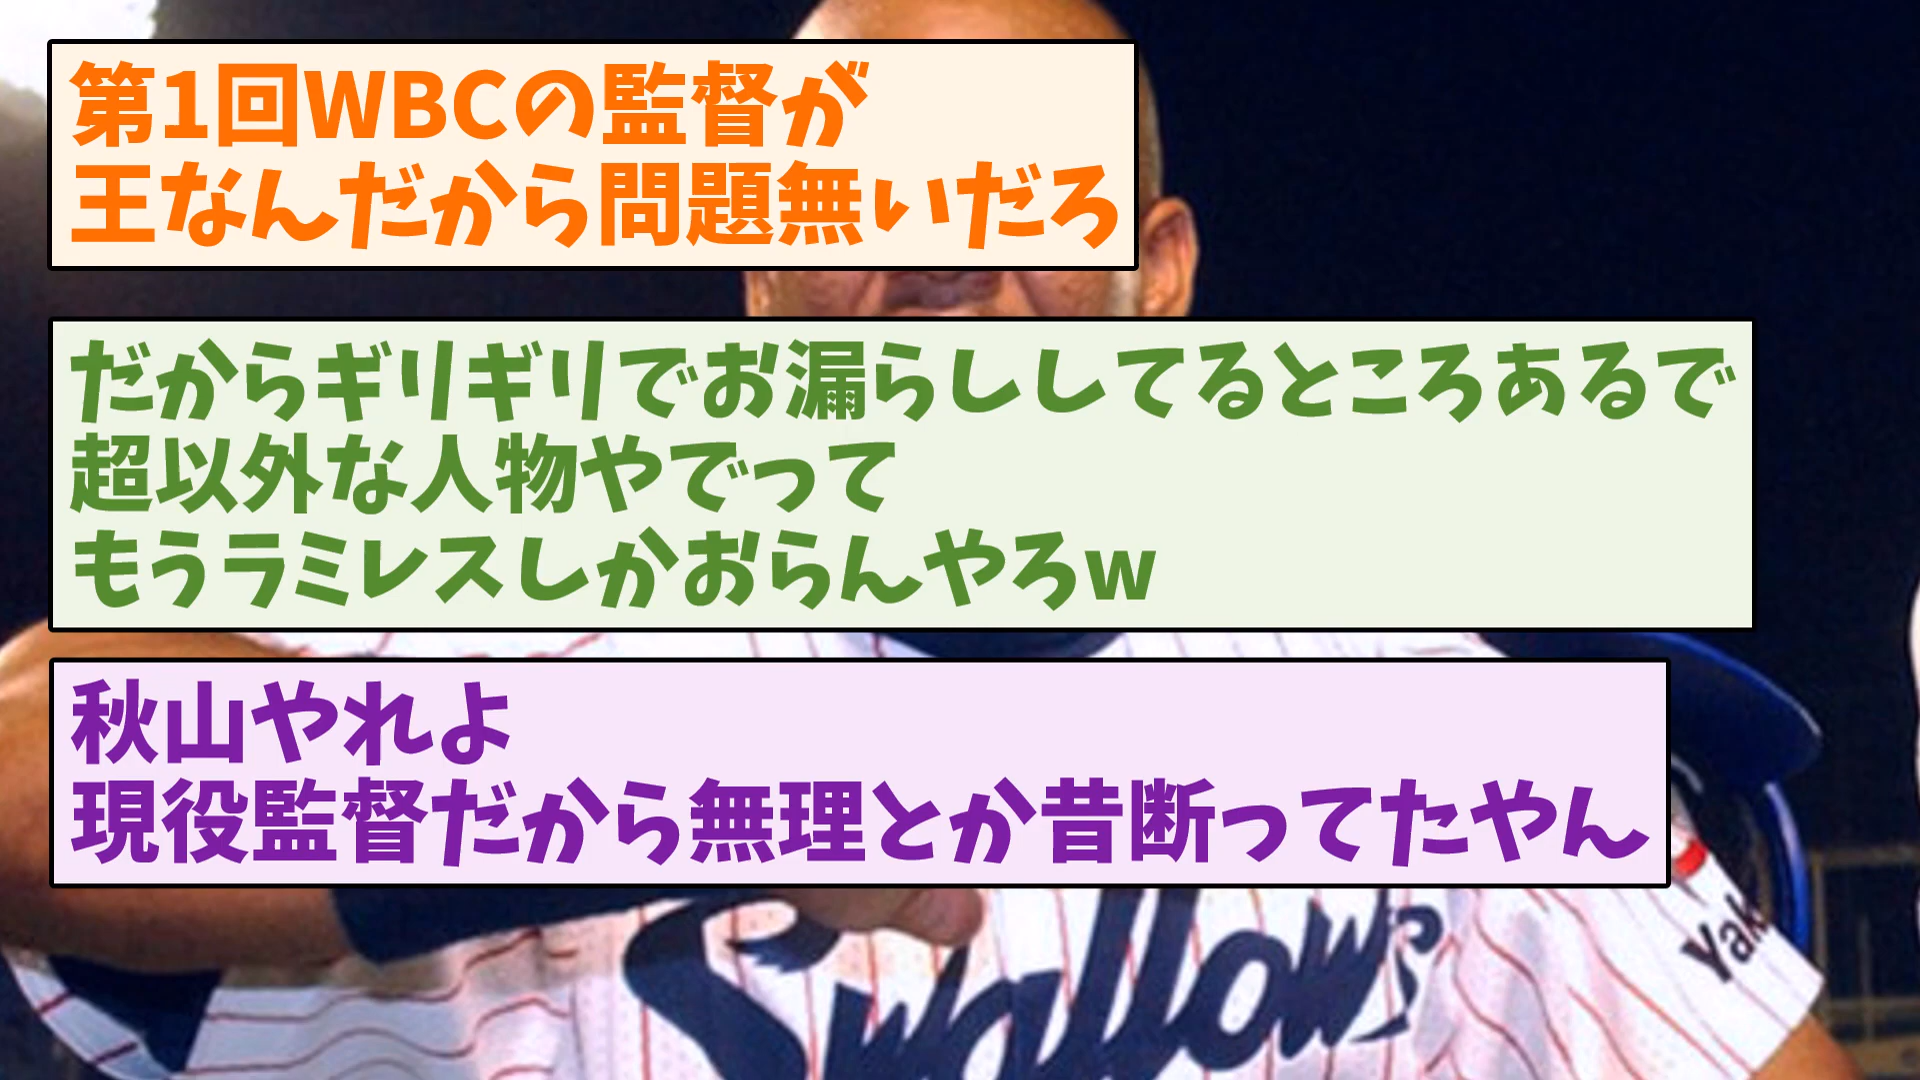 第1回WBCの監督が
王なんだから問題無いだろ
だからギリギリでお漏らししてるところあるで
超以外な人物やでって
もうラミレスしかおらんやろw
秋山やれよ
現役監督だから無理とか昔断ってたやん
Swallows
Yak